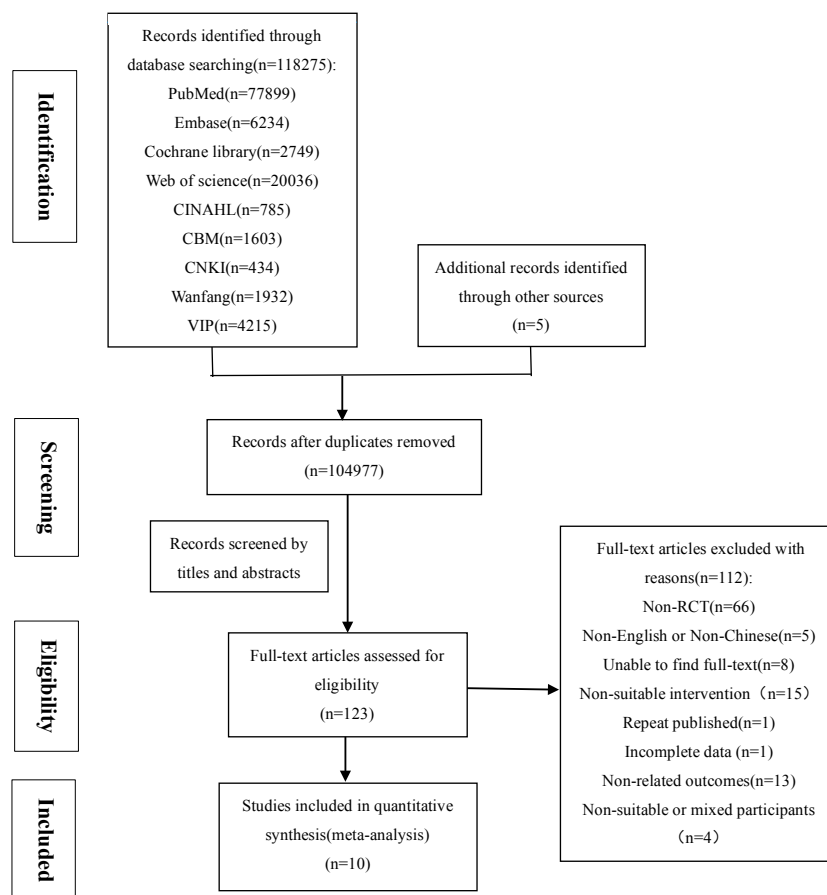 Identification
Records identified through
database searching(n=118275):
PubMed(n=77899)
Embase(n=6234)
Cochrane library(n=2749)
Web of science(n=20036)
CINAHL(n=785)
CBM(n=1603)
CNKI(n=434)
Wanfang(n=1932)
VIP(n=4215)
Additional records identified
through other sources
(n=5)
Screening
Records after duplicates removed
(n=104977)
Records screened by
titles and abstracts
Eligibility
Full-text articles assessed for
eligibility
(n=123)
Full-text articles excluded with
reasons(n=112):
Non-RCT(n=66)
Non-English or Non-Chinese(n=5)
Unable to find full-text(n=8)
Non-suitable intervention（n=15）
Repeat published(n=1)
Incomplete data (n=1)
Non-related outcomes(n=13)
Non-suitable or mixed participants
（n=4）
Included
Studies included in quantitative
synthesis(meta-analysis)
(n=10)